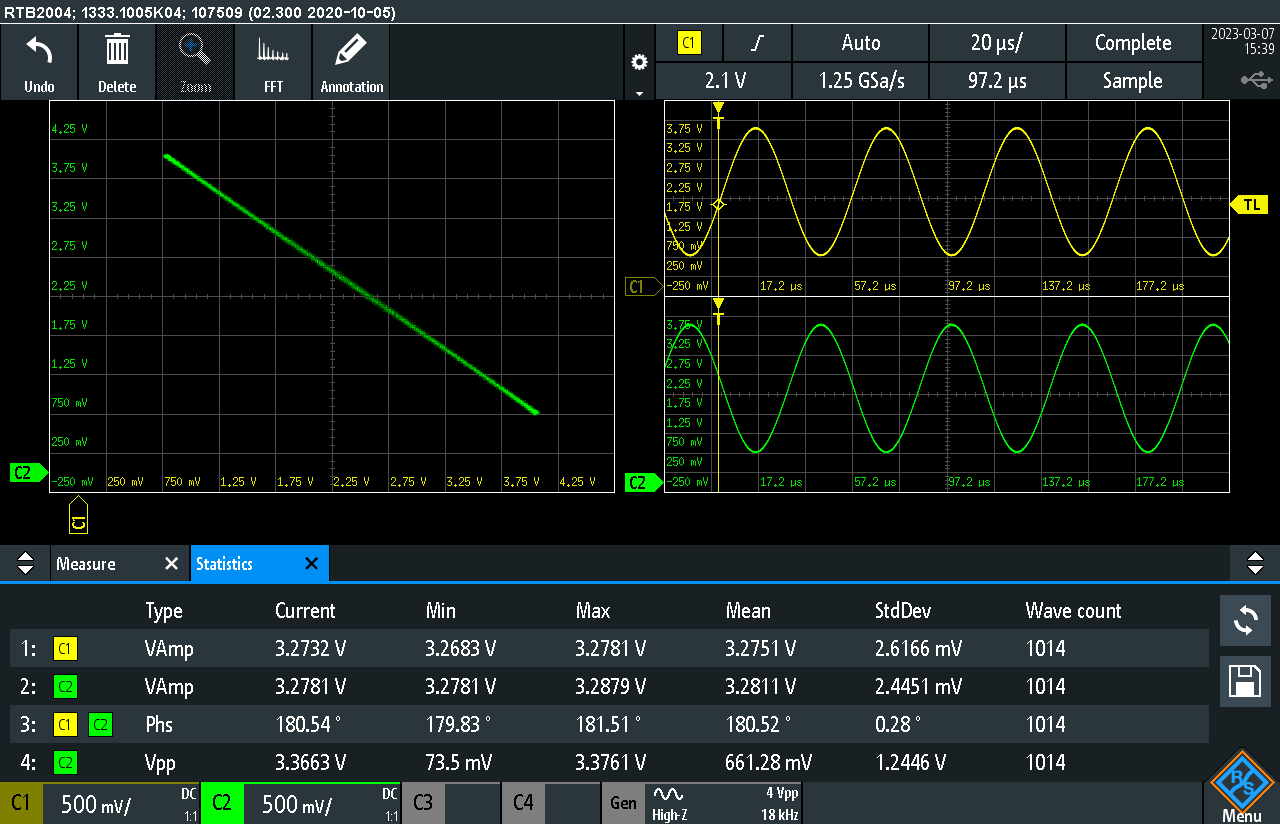 RTB2004; 1333.1005K04; 107509 (02.300 2020-10-05)
Undo Delete Zoom FFT Annotation
C1 Auto 20 µs/ Complete
2.1 V 1.25 GSa/s 97.2 µs Sample
2023-03-07
15:39
4.25 V
3.75 V
3.25 V
2.75 V
2.25 V
1.75 V
1.25 V
750 mV
250 mV
-250 mV 250 mV 750 mV 1.25 V 1.75 V 2.25 V 2.75 V 3.25 V 3.75 V 4.25 V
C2
C1
T
3.75 V
3.25 V
2.75 V
2.25 V
1.75 V
1.25 V
750 mV
250 mV
-250 mV 17.2 µs 57.2 µs 97.2 µs 137.2 µs 177.2 µs
TL
C1
T
3.75 V
3.25 V
2.75 V
2.25 V
1.75 V
1.25 V
750 mV
250 mV
-250 mV 17.2 µs 57.2 µs 97.2 µs 137.2 µs 177.2 µs
C2
Measure Statistics
Type Current Min Max Mean StdDev Wave count
1: C1 VAmp 3.2732 V 3.2683 V 3.2781 V 3.2751 V 2.6166 mV 1014
2: C2 VAmp 3.2781 V 3.2781 V 3.2879 V 3.2811 V 2.4451 mV 1014
3: C1 C2 Phs 180.54 ° 179.83 ° 181.51 ° 180.52 ° 0.28 ° 1014
4: C2 Vpp 3.3663 V 73.5 mV 3.3761 V 661.28 mV 1.2446 V 1014
C1 500 mV/ DC 1:1
C2 500 mV/ DC 1:1
C3 C4 Gen High-Z 4 Vpp 18 kHz
R&S
Menu